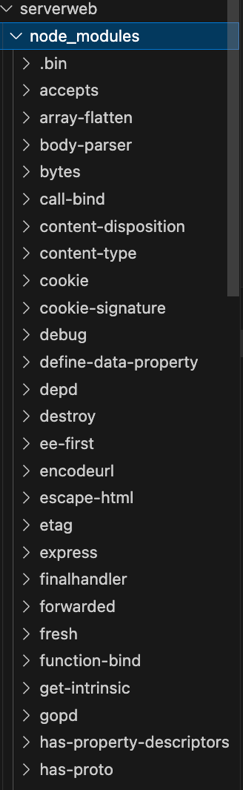 serverweb
node_modules
.bin
accepts
array-flatten
body-parser
bytes
call-bind
content-disposition
content-type
cookie
cookie-signature
debug
define-data-property
depd
destroy
ee-first
encodeurl
escape-html
etag
express
finalhandler
forwarded
fresh
function-bind
get-intrinsic
gopd
has-property-descriptors
has-proto